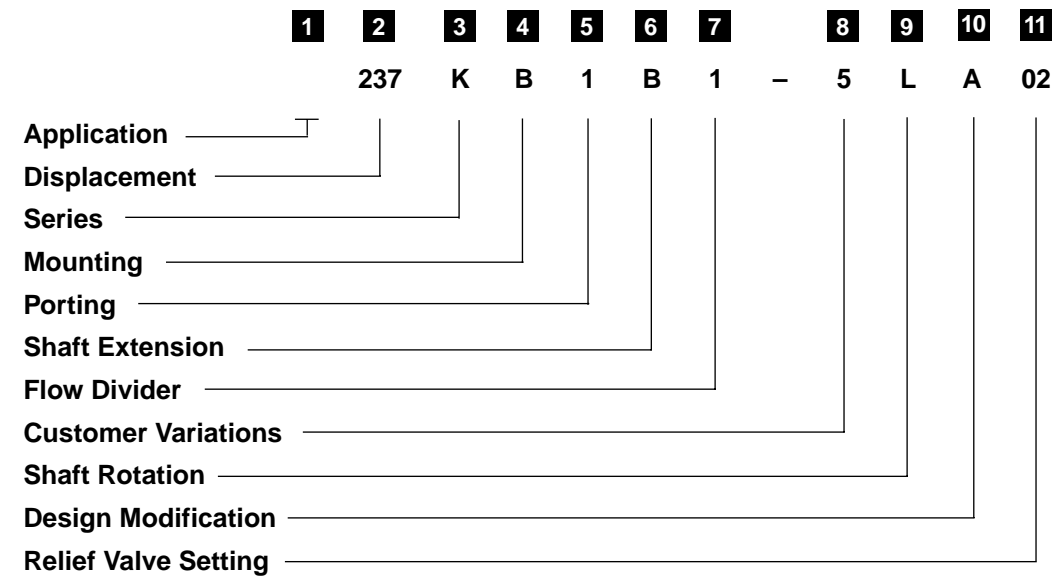 1 2 3 4 5 6 7 8 9 10 11
237 K B 1 B 1 – 5 L A 02
Application
Displacement
Series
Mounting
Porting
Shaft Extension
Flow Divider
Customer Variations
Shaft Rotation
Design Modification
Relief Valve Setting